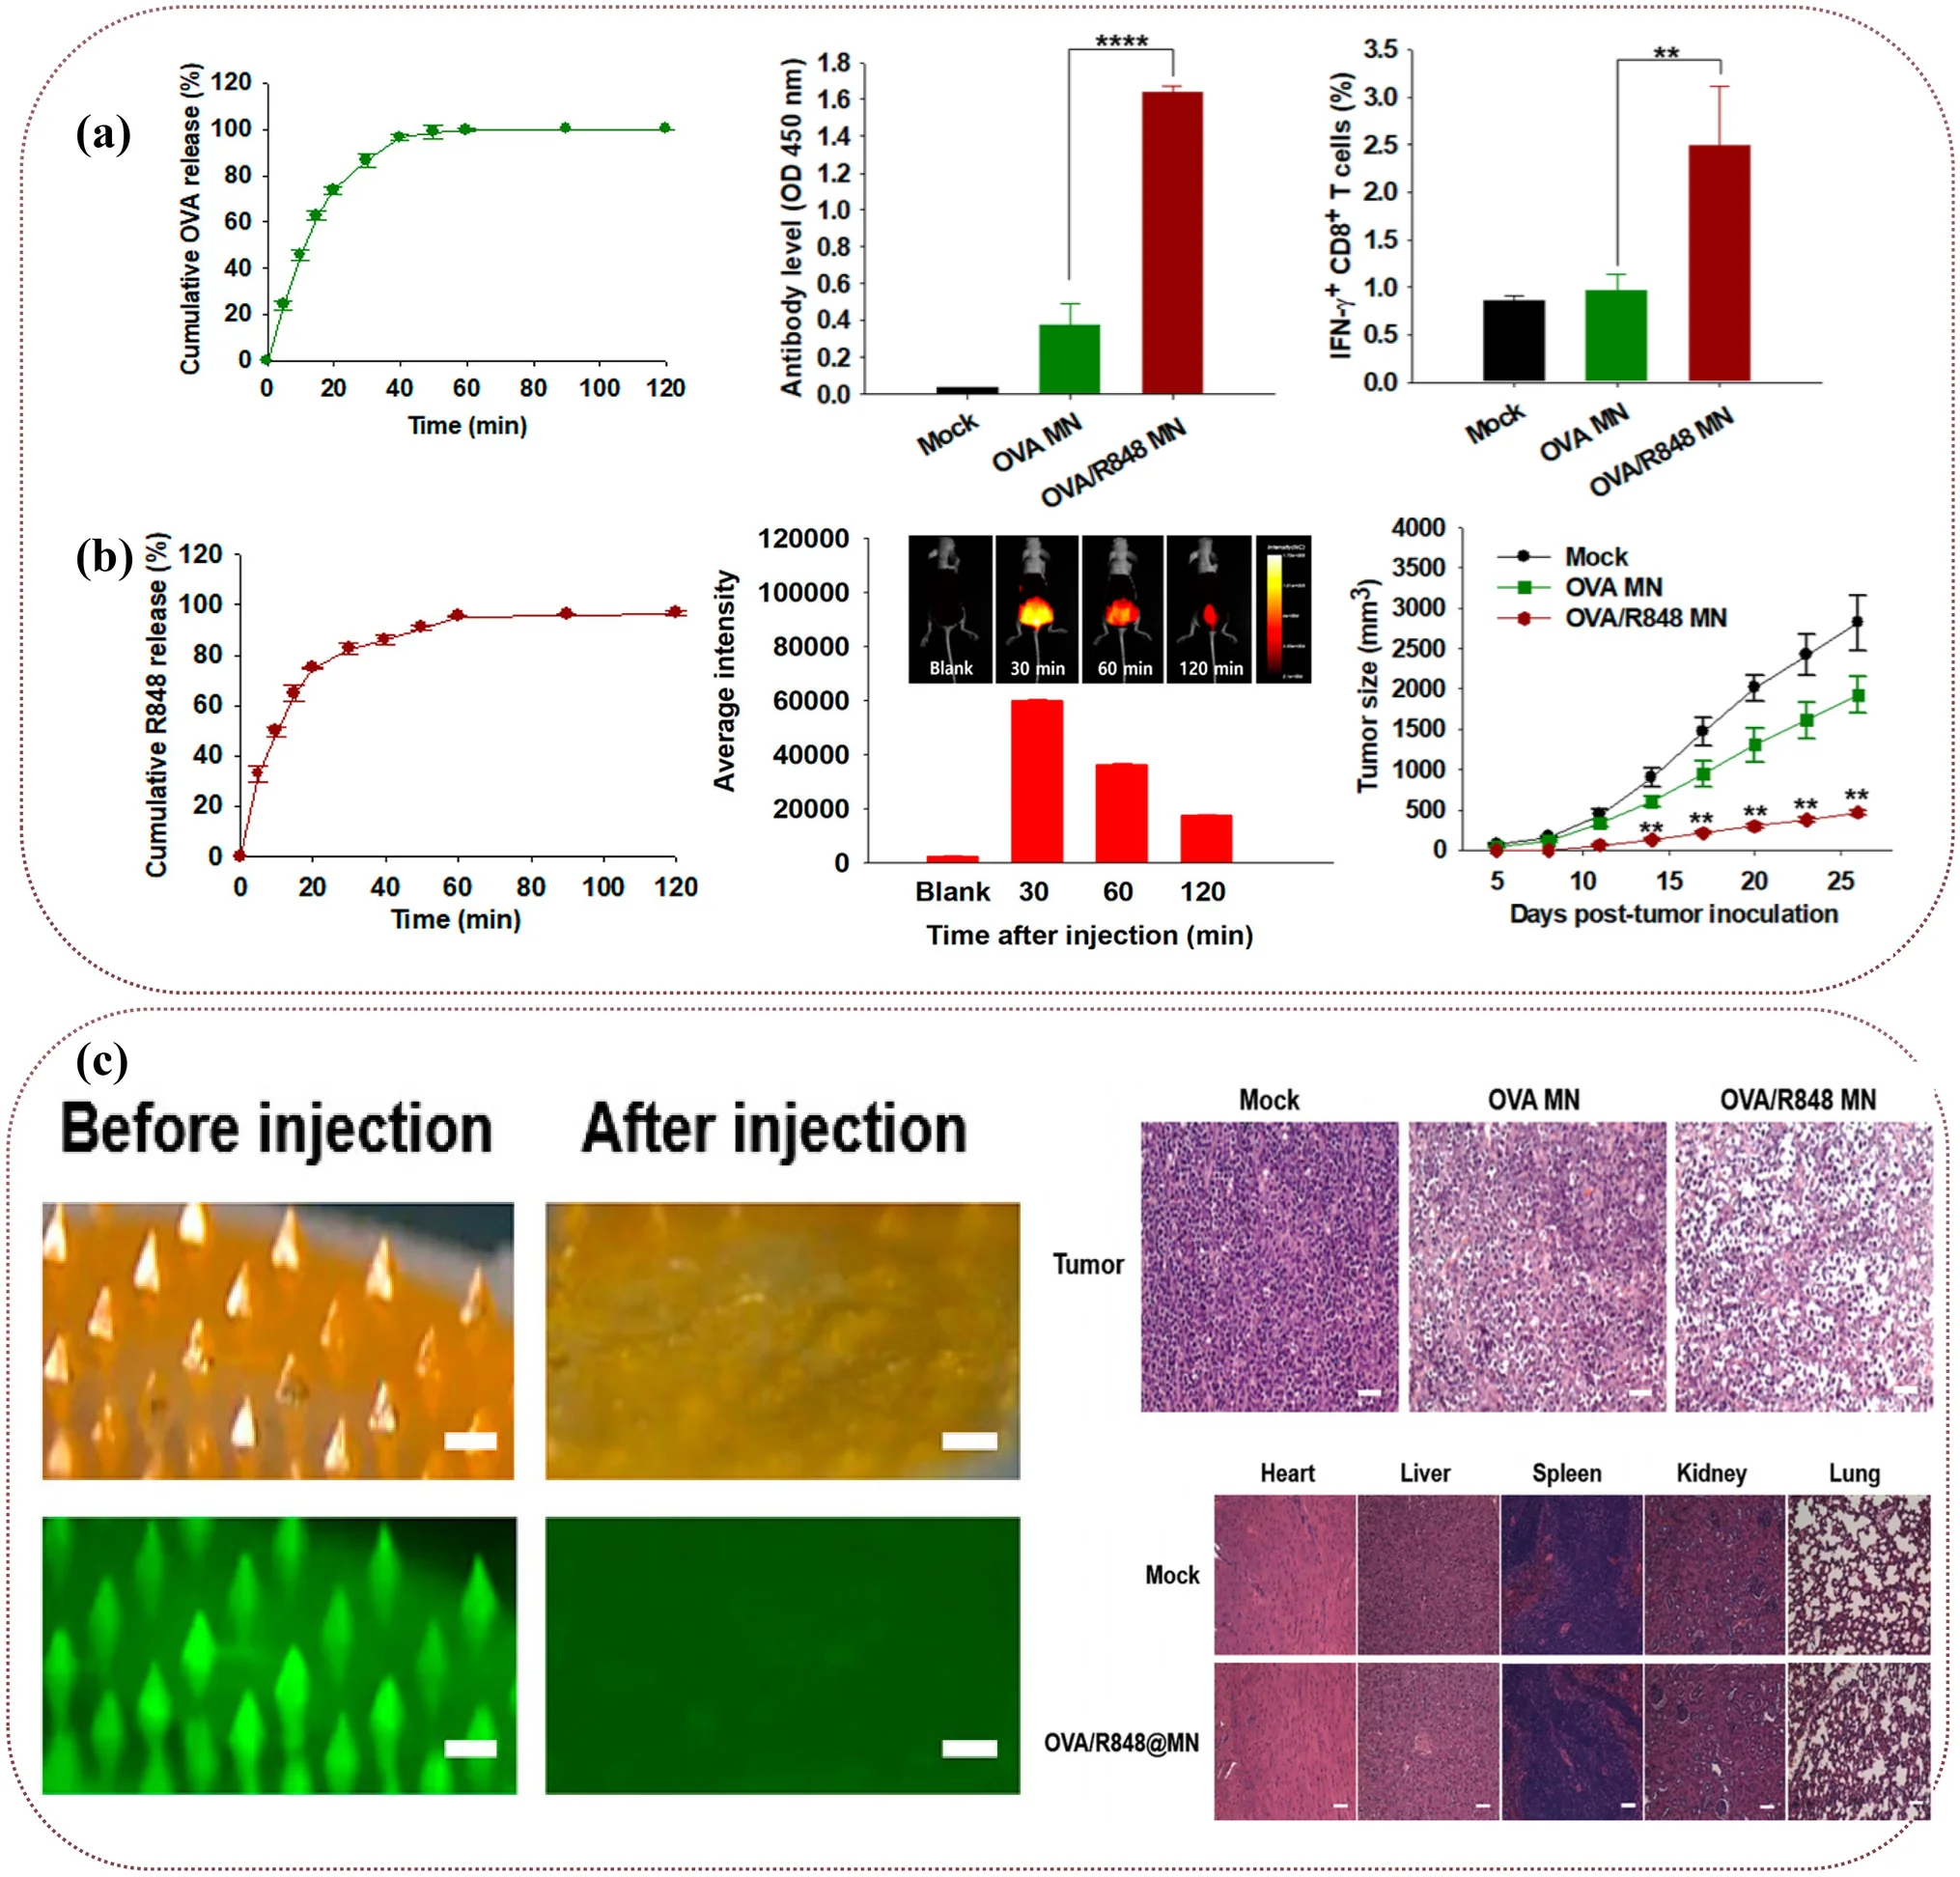 (a)
Cumulative OVA release (%)
120
100
80
60
40
20
0
0 20 40 60 80 100 120
Time (min)
Antibody level (OD 450 nm)
1.8
1.6
1.4
1.2
1.0
0.8
0.6
0.4
0.2
0.0
****
Mock
OVA MN
OVA/R848 MN
IFN-γ+ CD8+ T cells (%)
3.5
3.0
2.5
2.0
1.5
1.0
0.5
0.0
**
Mock
OVA MN
OVA/R848 MN
(b)
Cumulative R848 release (%)
120
100
80
60
40
20
0
0 20 40 60 80 100 120
Time (min)
Average intensity
120000
100000
80000
60000
40000
20000
0
Blank 30 min 60 min 120 min
Blank 30 60 120
Time after injection (min)
Tumor size (mm3)
4000
3500
3000
2500
2000
1500
1000
500
0
Mock
OVA MN
OVA/R848 MN
** ** ** ** **
5 10 15 20 25
Days post-tumor inoculation
(c)
Before injection
After injection
Mock OVA MN OVA/R848 MN
Tumor
Heart Liver Spleen Kidney Lung
Mock
OVA/R848@MN